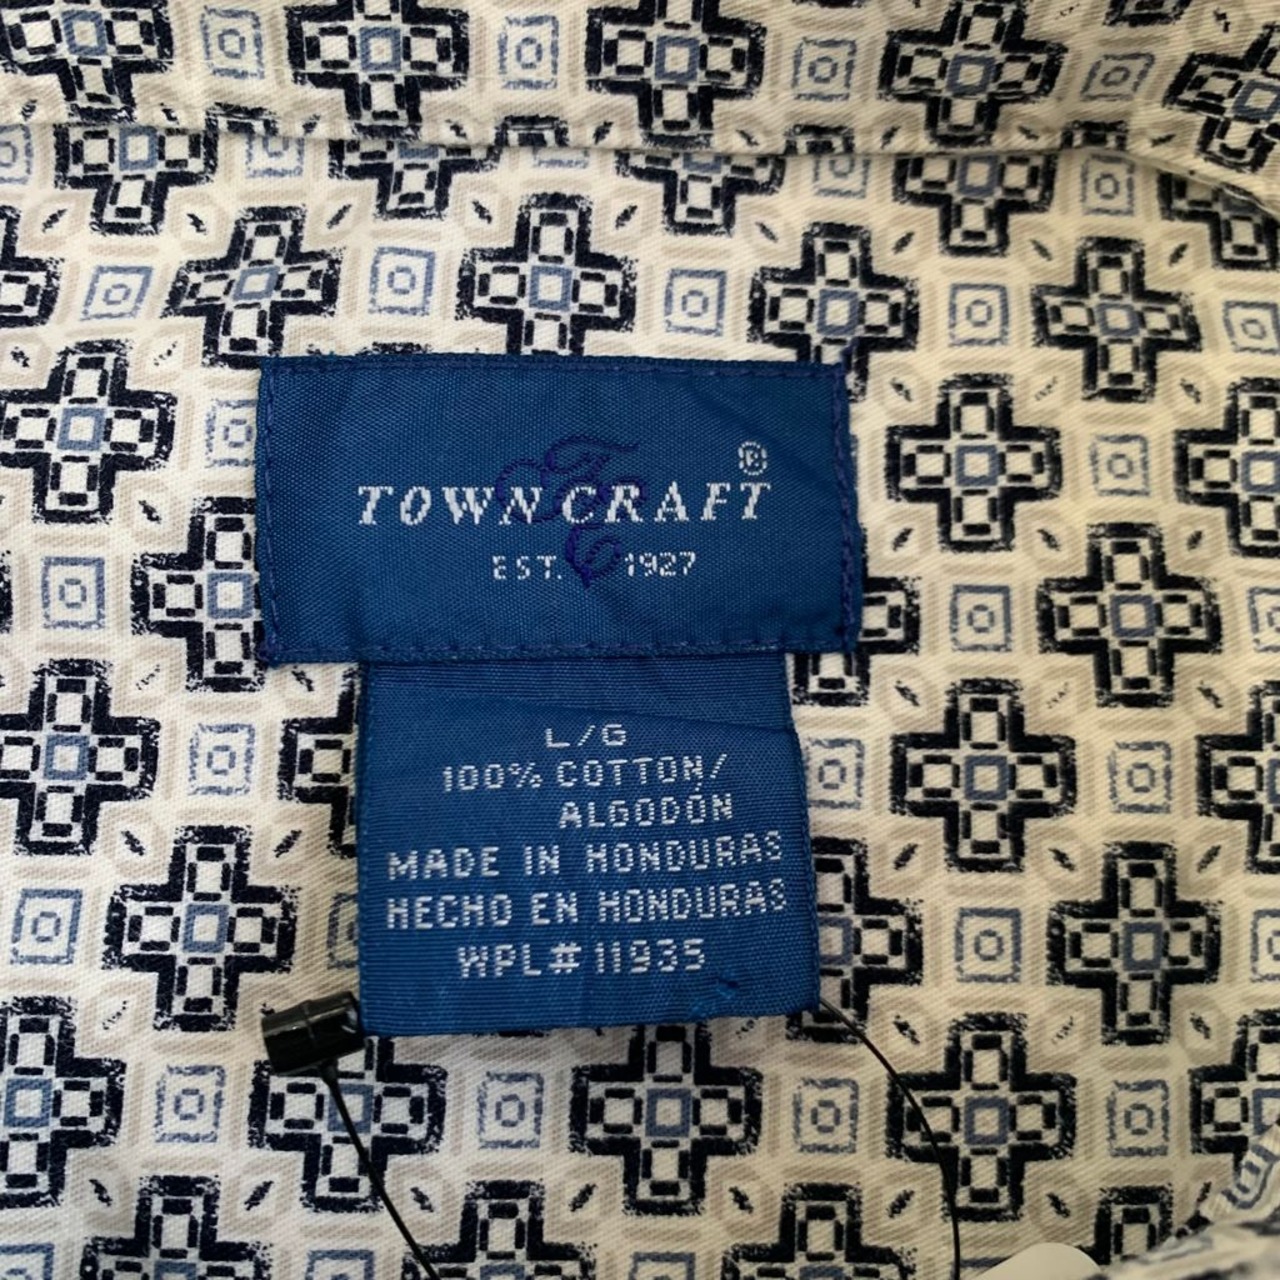 TOWNCRAFT®
EST. 1927
L/G
100% COTTON/
ALGODÓN
MADE IN HONDURAS
HECHO EN HONDURAS
WPL#11935